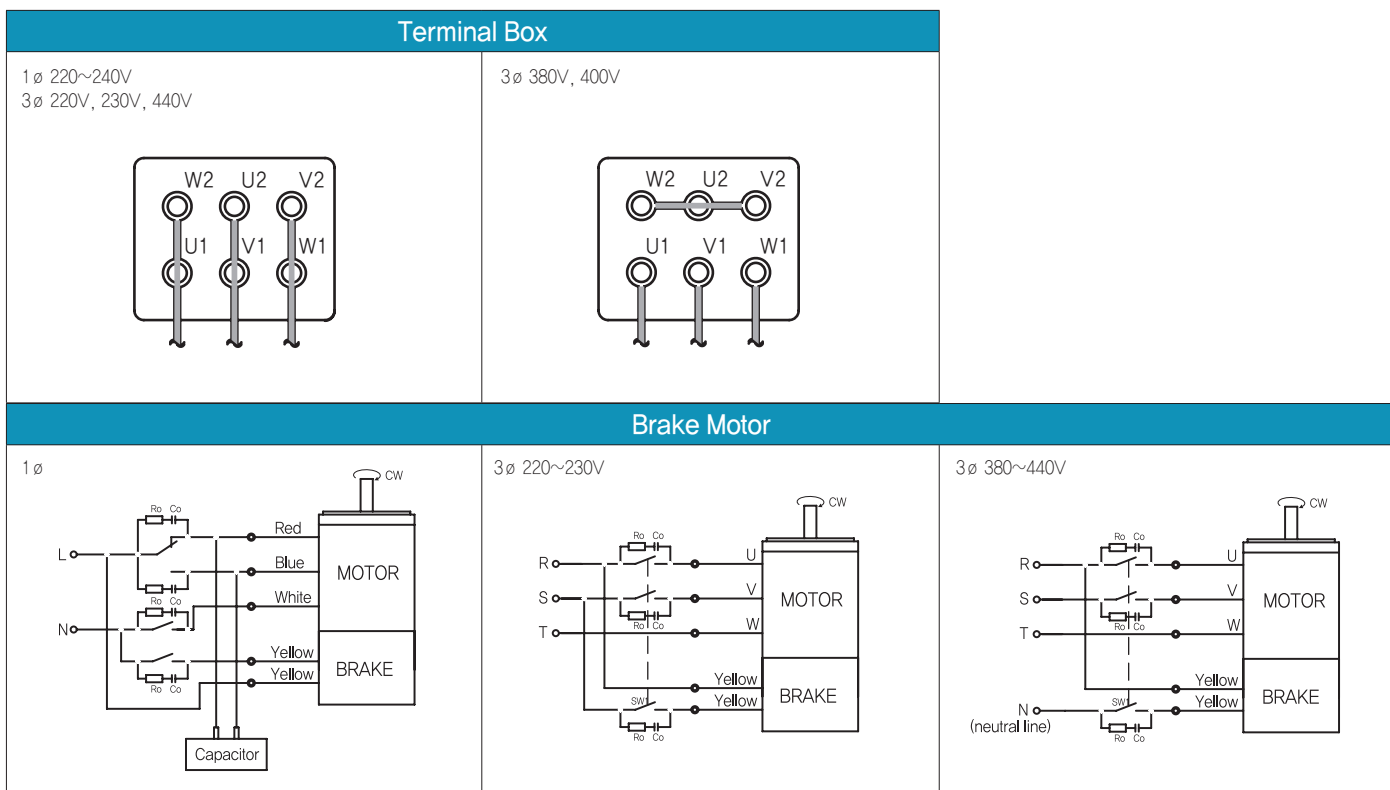 Terminal Box
1ø 220~240V
3ø 220V, 230V, 440V
W2 U2 V2
U1 V1 W1
3ø 380V, 400V
W2 U2 V2
U1 V1 W1
Brake Motor
1ø
CW
Ro Co
Red
L
Blue
MOTOR
Ro Co
White
N
Yellow
BRAKE
Yellow
Ro Co
Capacitor
3ø 220~230V
CW
Ro Co
R
U
S
V
MOTOR
Ro Co
T
W
Yellow
BRAKE
SW1
Yellow
Ro Co
3ø 380~440V
CW
Ro Co
R
U
S
V
MOTOR
Ro Co
T
W
Yellow
BRAKE
N
SW1
Yellow
(neutral line)
Ro Co